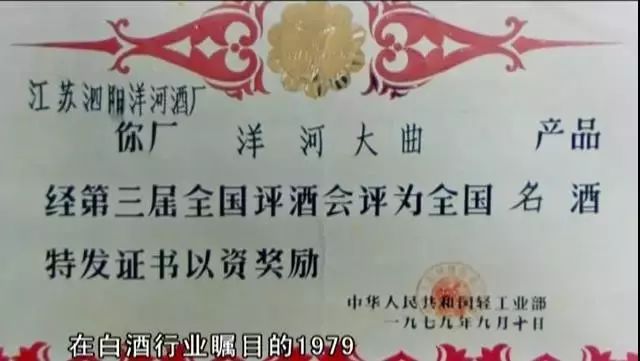 江苏泗阳洋河酒厂
你厂 洋河大曲 产品
经第三届全国评酒会评为全国名酒
特发证书以资奖励
中华人民共和国轻工业部
一九七九年九月十日
在白酒行业瞩目的1979